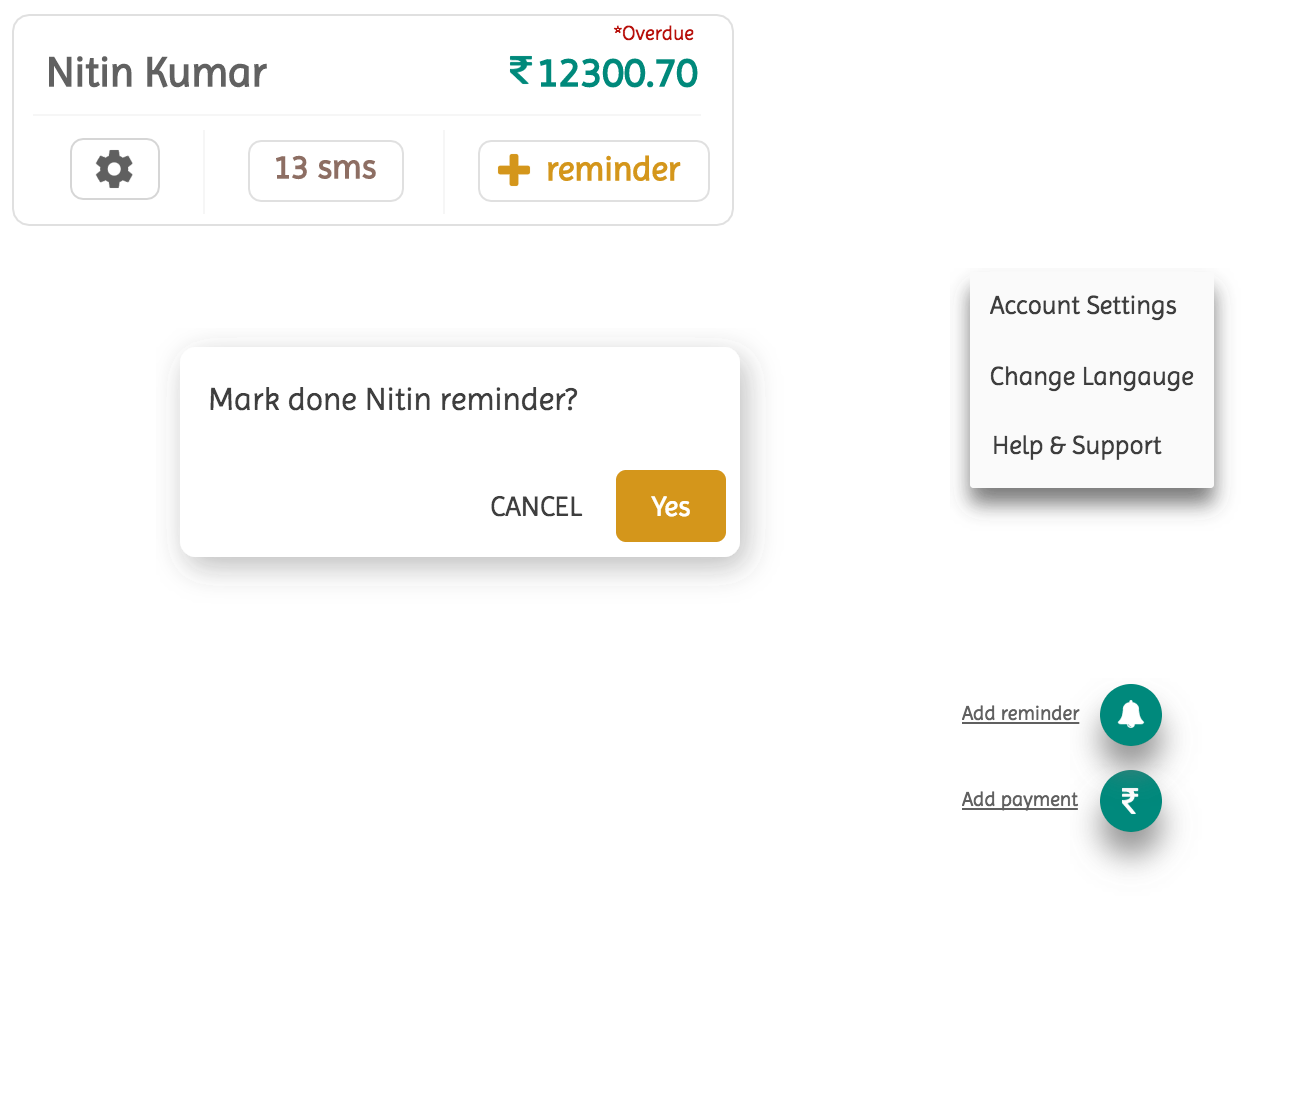 *Overdue
Nitin Kumar ₹12300.70
13 sms
reminder
Account Settings
Change Langauge
Help & Support
Mark done Nitin reminder?
CANCEL Yes
Add reminder
Add payment ₹